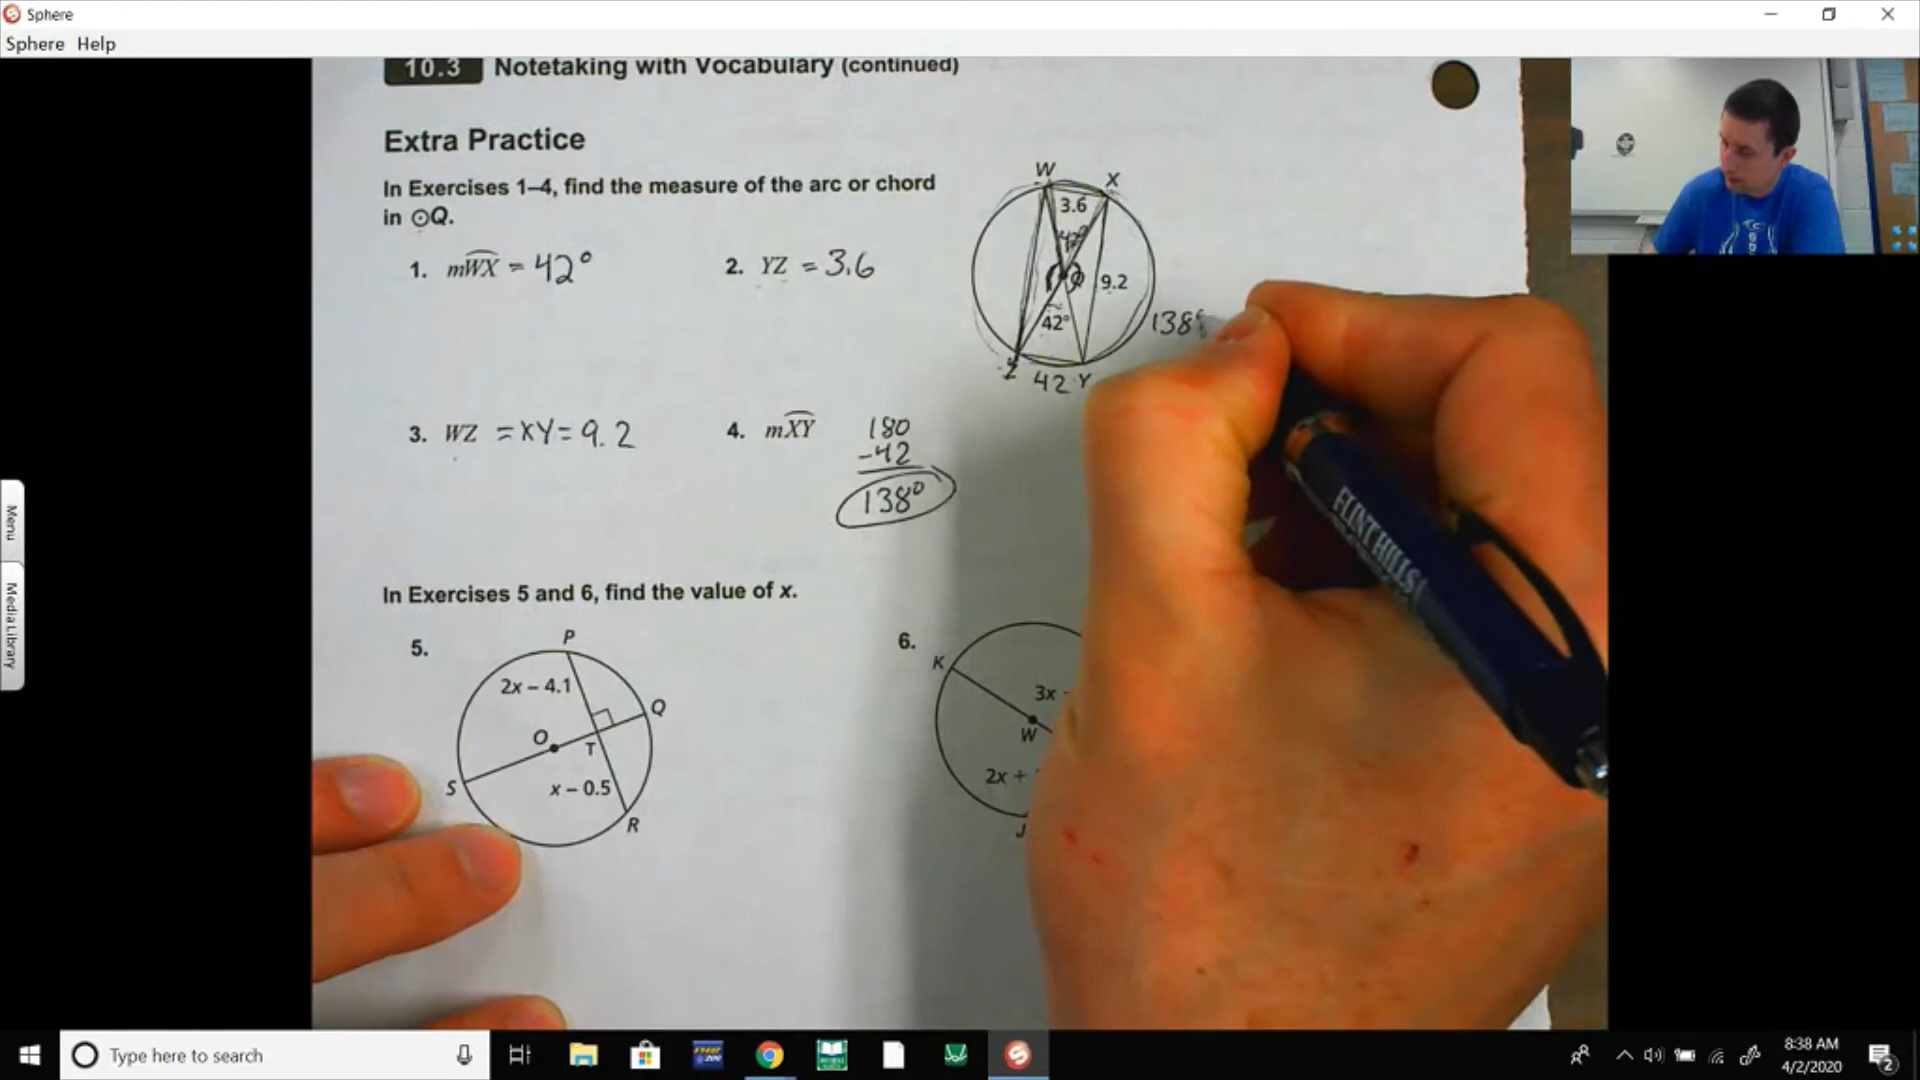 Sphere
Sphere Help
10.3 Notetaking with Vocabulary (continued)
Extra Practice
In Exercises 1–4, find the measure of the arc or chord
in ⊙Q.
1. mWX = 42°
2. YZ = 3.6
W
X
3.6
42°
Q
9.2
42°
138°
Z
42
Y
3. WZ = XY = 9.2
4. mXY
180
-42
138°
In Exercises 5 and 6, find the value of x.
5.
P
2x – 4.1
Q
O
T
S
x – 0.5
R
6.
K
3x
W
2x +
J
FLINT HILLS
Menu
Media Library
Type here to search
8:38 AM
4/2/2020
2